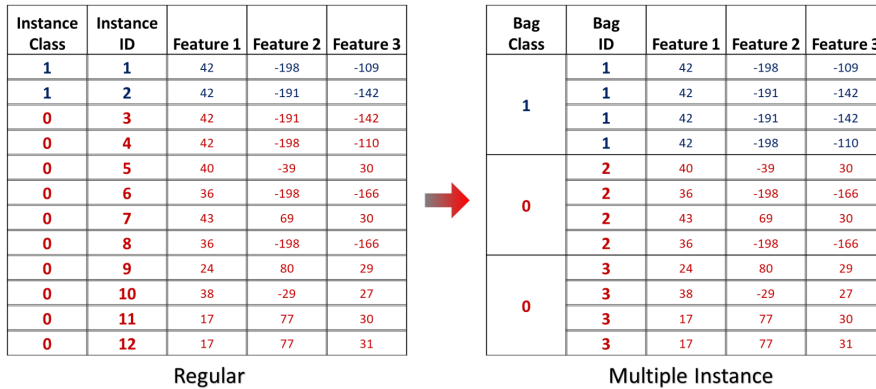 Instance Class Instance ID Feature 1 Feature 2 Feature 3
1 1 42 -198 -109
1 2 42 -191 -142
0 3 42 -191 -142
0 4 42 -198 -110
0 5 40 -39 30
0 6 36 -198 -166
0 7 43 69 30
0 8 36 -198 -166
0 9 24 80 29
0 10 38 -29 27
0 11 17 77 30
0 12 17 77 31
Regular
Bag Class Bag ID Feature 1 Feature 2 Feature 3
1
1 42 -198 -109
1 42 -191 -142
1 42 -191 -142
1 42 -198 -110
0
2 40 -39 30
2 36 -198 -166
2 43 69 30
2 36 -198 -166
0
3 24 80 29
3 38 -29 27
3 17 77 30
3 17 77 31
Multiple Instance